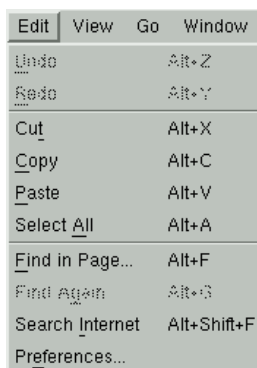 Edit View Go Window
Undo Alt+Z
Redo Alt+Y
Cut Alt+X
Copy Alt+C
Paste Alt+V
Select All Alt+A
Find in Page... Alt+F
Find Again Alt+G
Search Internet Alt+Shift+F
Preferences...